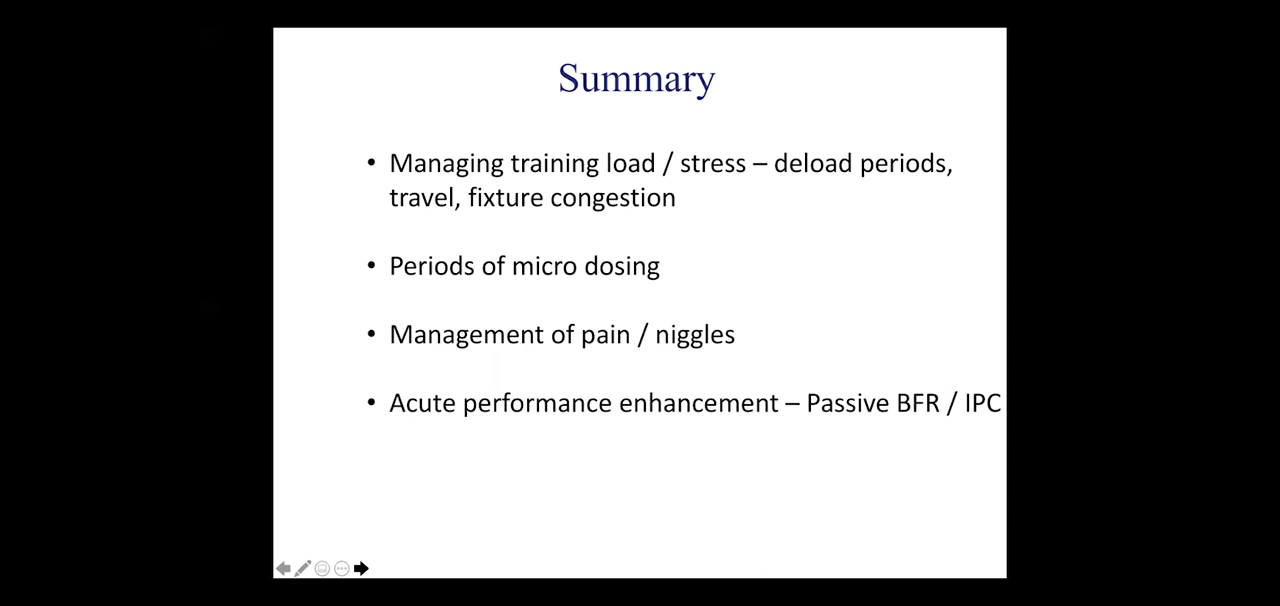 Summary
• Managing training load / stress – deload periods,
travel, fixture congestion
• Periods of micro dosing
• Management of pain / niggles
• Acute performance enhancement – Passive BFR / IPC